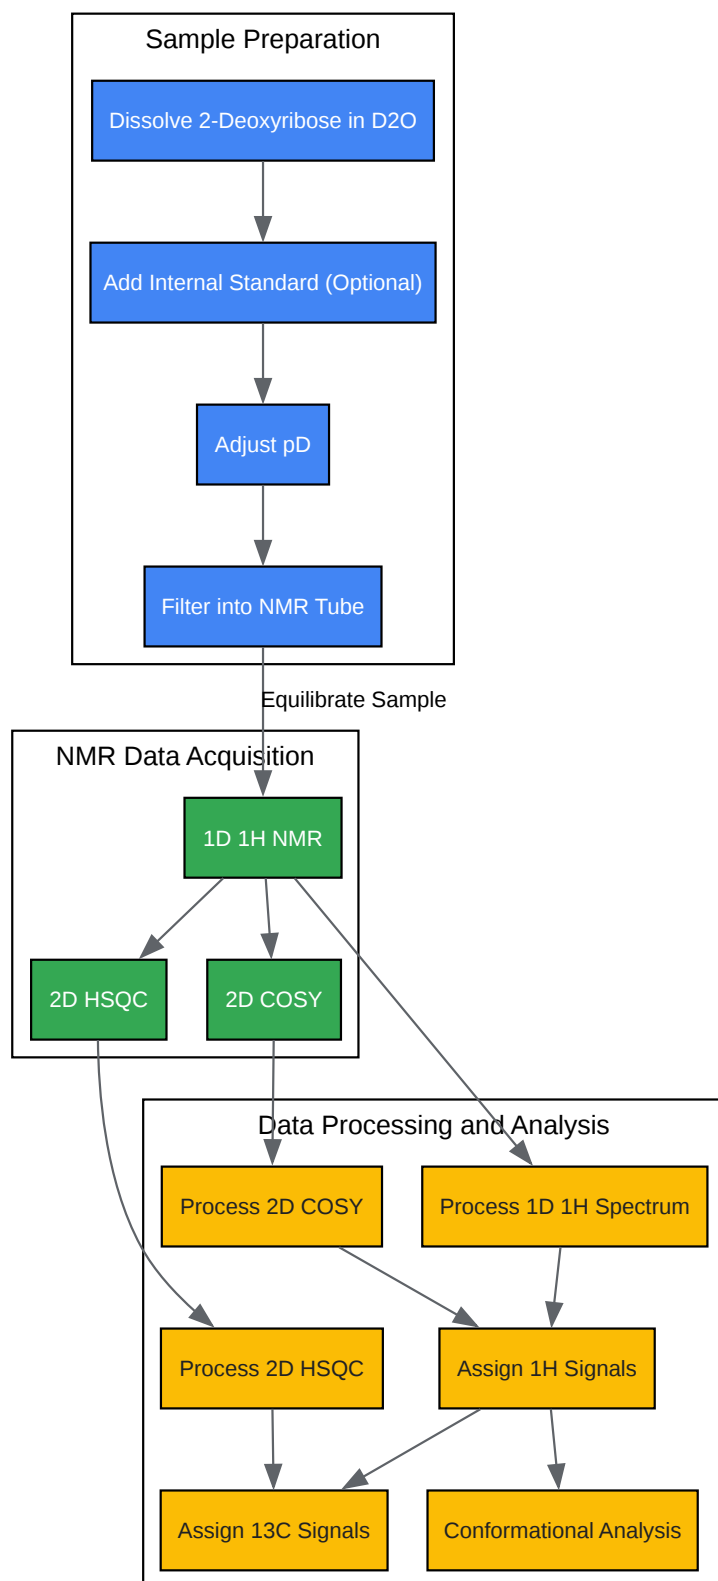 Sample Preparation
Dissolve 2-Deoxyribose in D2O
Add Internal Standard (Optional)
Adjust pD
Filter into NMR Tube
Equilibrate Sample
NMR Data Acquisition
1D 1H NMR
2D HSQC
2D COSY
Data Processing and Analysis
Process 2D COSY
Process 1D 1H Spectrum
Process 2D HSQC
Assign 1H Signals
Assign 13C Signals
Conformational Analysis